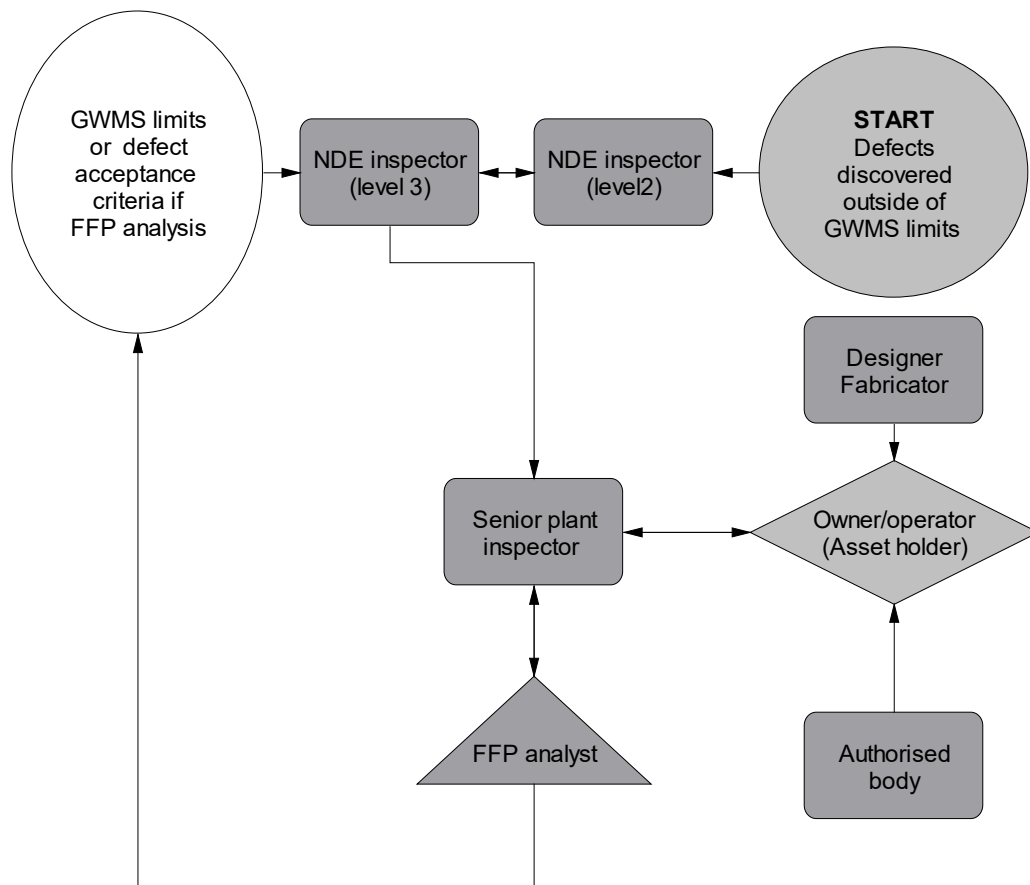 GWMS limits
or defect
acceptance
criteria if
FFP analysis
NDE inspector
(level 3)
NDE inspector
(level2)
START
Defects
discovered
outside of
GWMS limits
Designer
Fabricator
Senior plant
inspector
Owner/operator
(Asset holder)
FFP analyst
Authorised
body